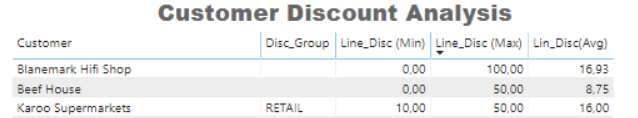 Customer Discount Analysis
Customer Disc_Group Line_Disc (Min) Line_Disc (Max) Lin_Disc(Avg)
Blanemark Hifi Shop 0,00 100,00 16,93
Beef House 0,00 50,00 8,75
Karoo Supermarkets RETAIL 10,00 50,00 16,00